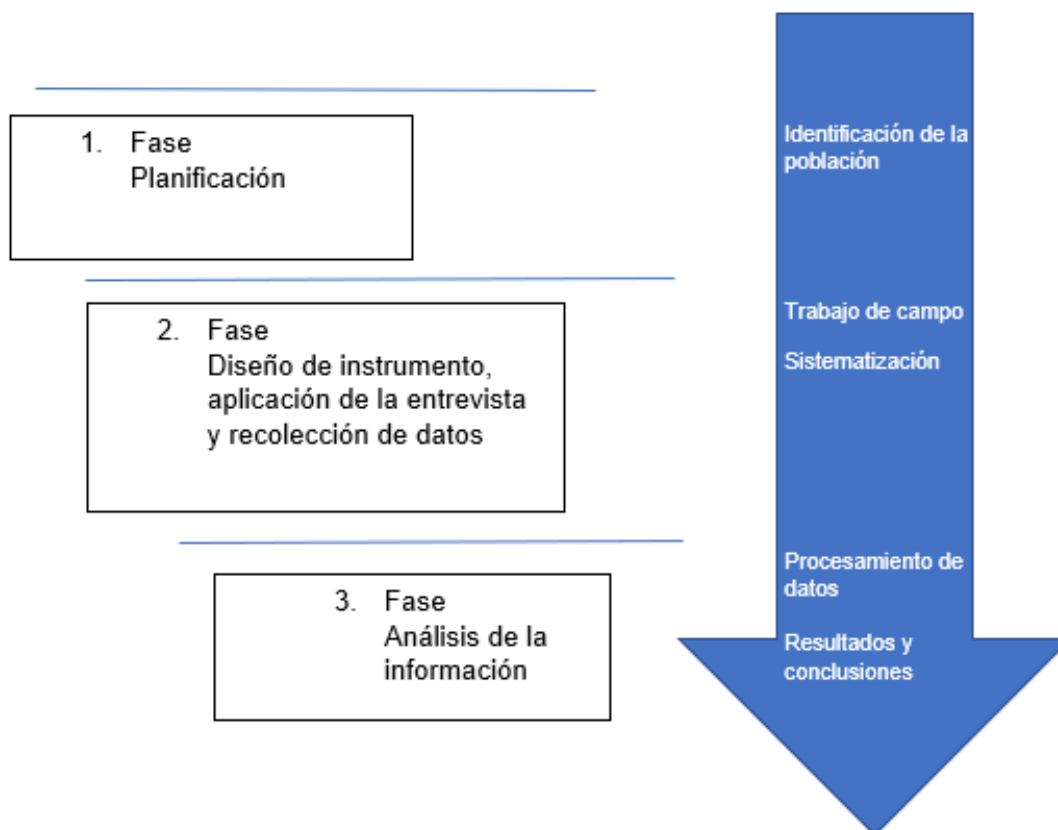 1. Fase
Planificación
Identificación de la
población
2. Fase
Diseño de instrumento,
aplicación de la entrevista
y recolección de datos
Trabajo de campo
Sistematización
3. Fase
Análisis de la
información
Procesamiento de
datos
Resultados y
conclusiones